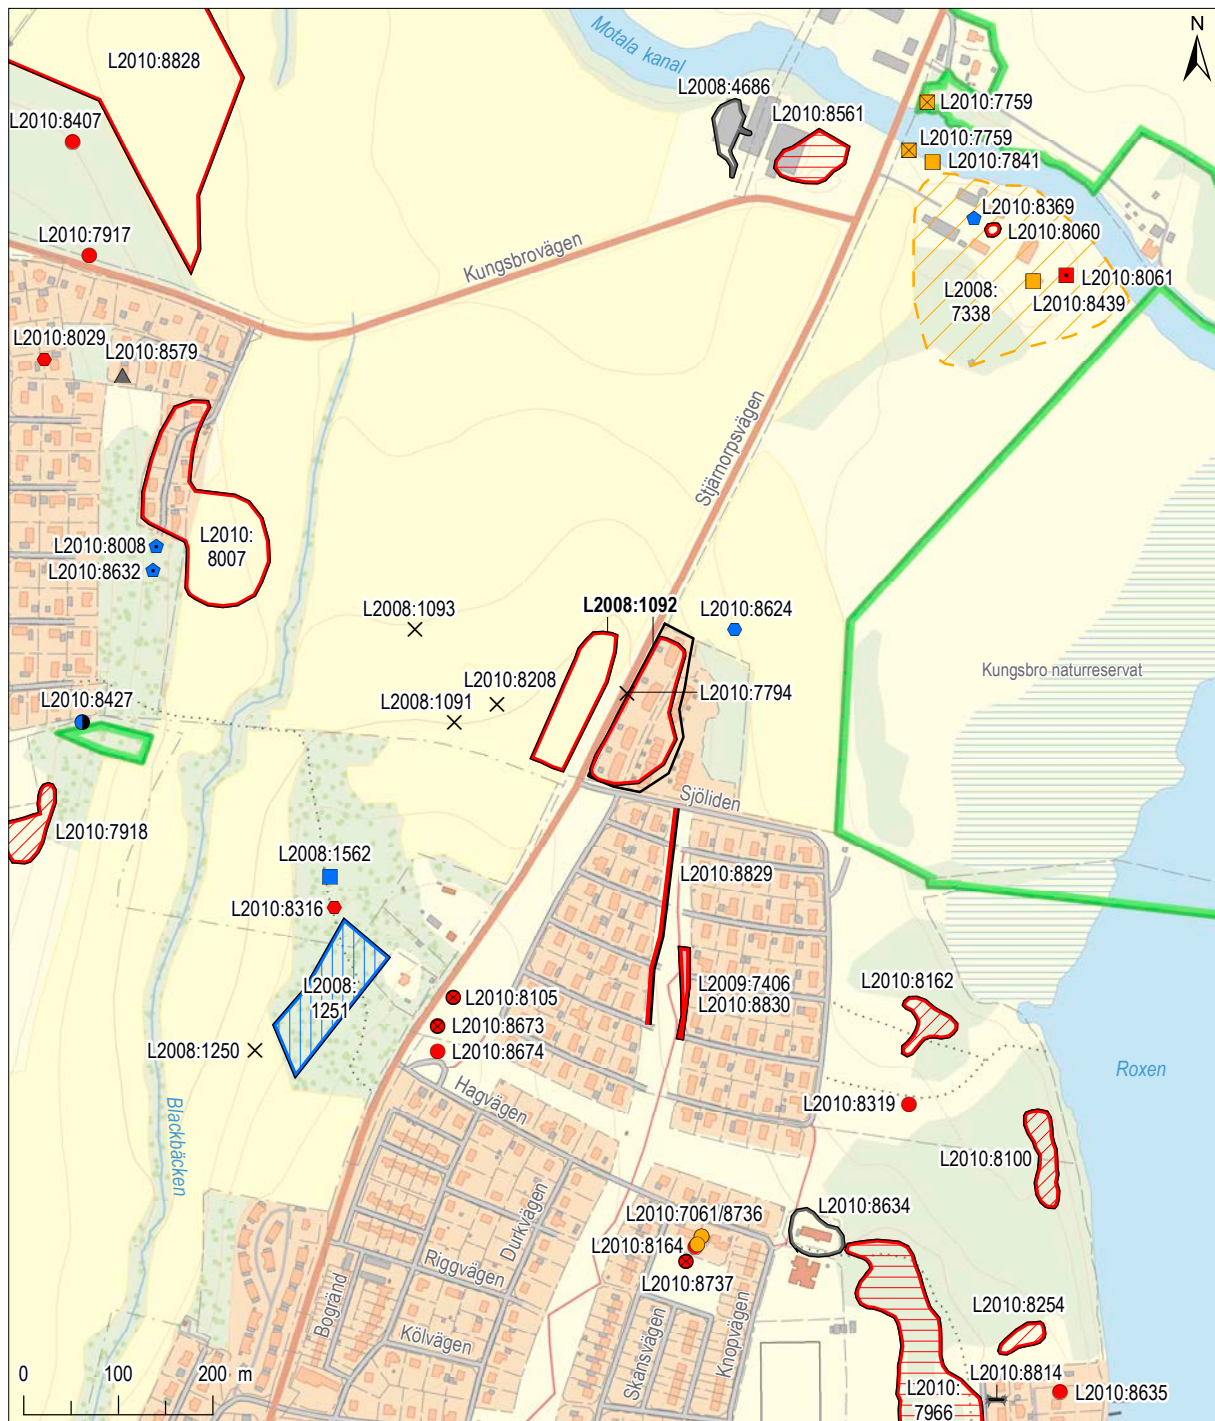 N
Motala kanal
L2010:8828
L2008:4686
L2010:7759
L2010:8407
L2010:8561
L2010:7759
L2010:7841
L2010:8369
L2010:7917
Kungsbrovägen
L2010:8060
L2010:8061
L2008:
7338
L2010:8439
L2010:8029
L2010:8579
Stjärnorpsvägen
L2010:
8007
L2010:8008
L2010:8632
L2008:1093
L2008:1092
L2010:8624
Kungsbro naturreservat
L2010:8208
L2010:7794
L2010:8427
L2008:1091
Sjöliden
L2010:7918
L2008:1562
L2010:8829
L2010:8316
L2008:
1251
L2009:7406
L2010:8830
L2010:8162
L2010:8105
L2010:8673
L2008:1250
L2010:8674
Roxen
Hagvägen
L2010:8319
Blackbäcken
L2010:8100
Durkvägen
L2010:7061/8736
L2010:8634
L2010:8164
Riggvägen
L2010:8737
Bogränd
Kölvägen
Skansvägen
Knopvägen
L2010:8254
L2010:8814
L2010:8635
L2010:
7966
0 100 200 m